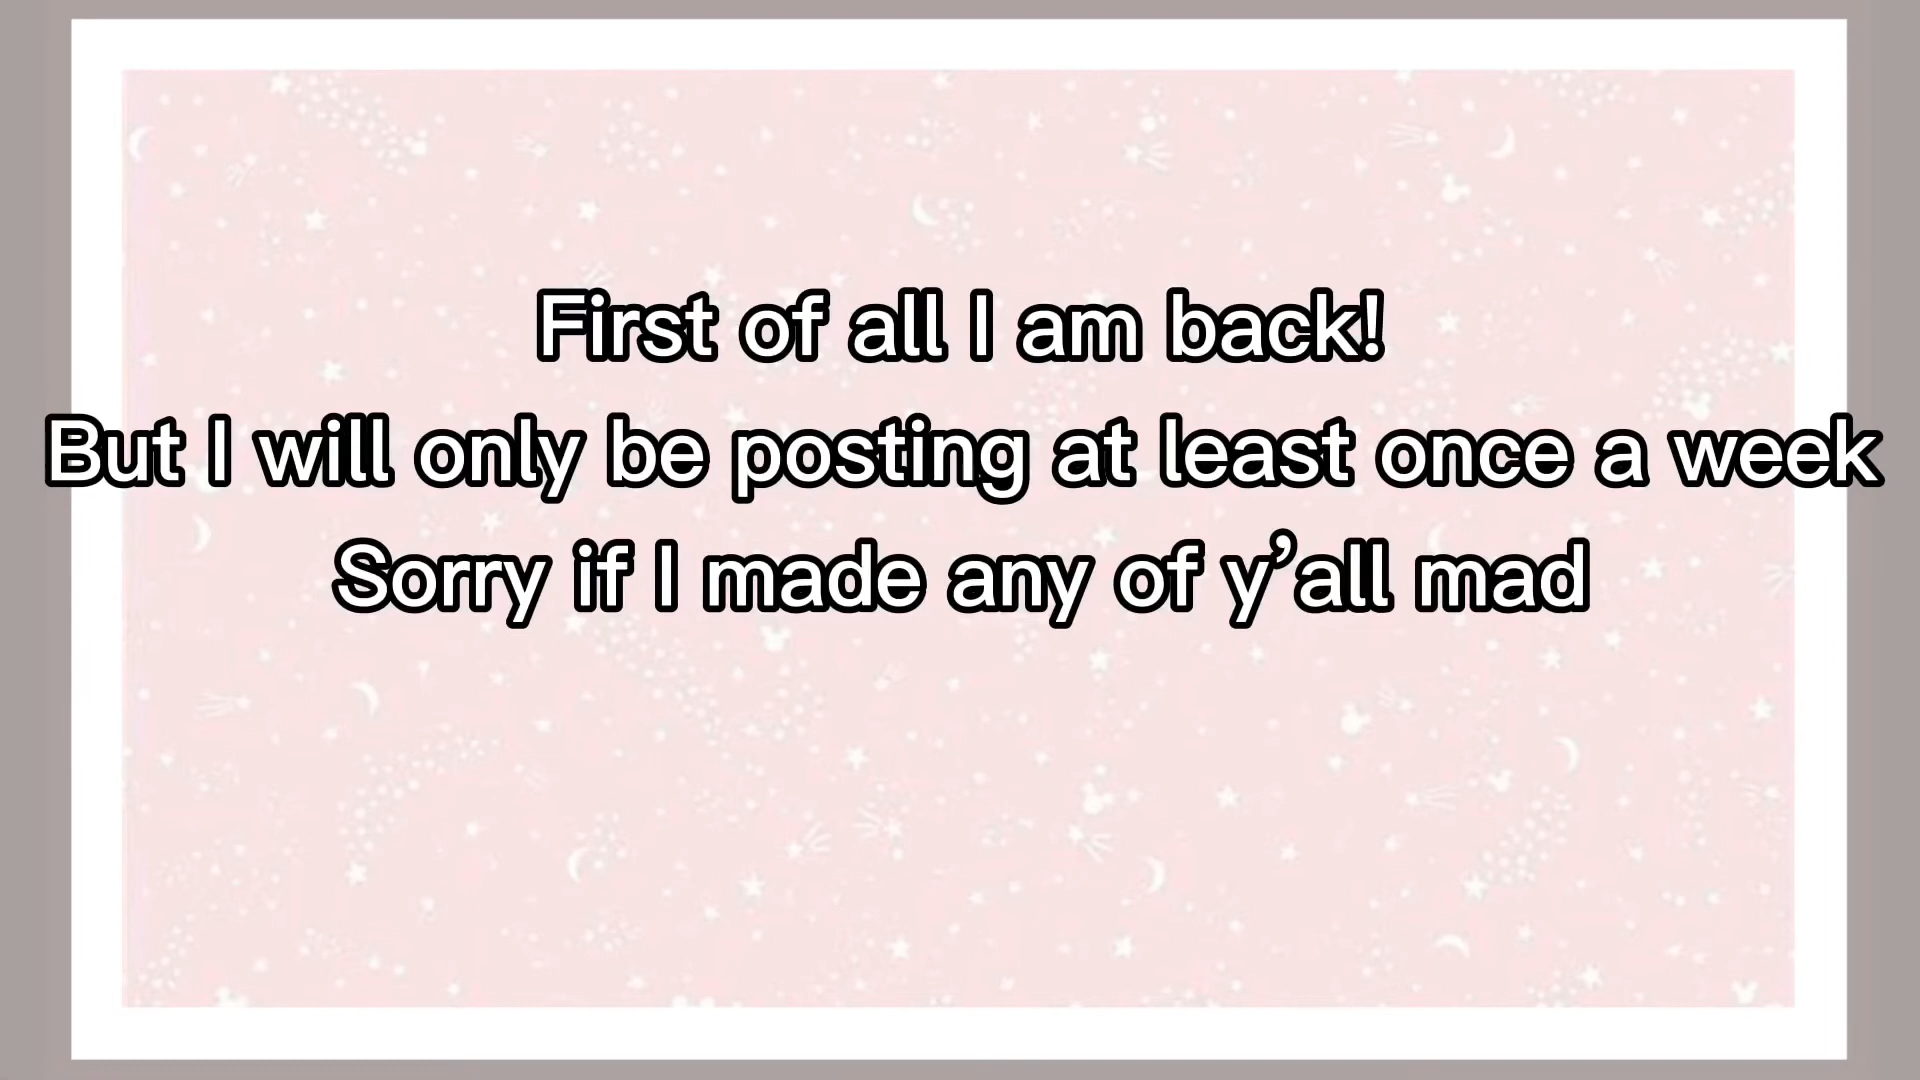 First of all I am back!
But I will only be posting at least once a week
Sorry if I made any of y’all mad